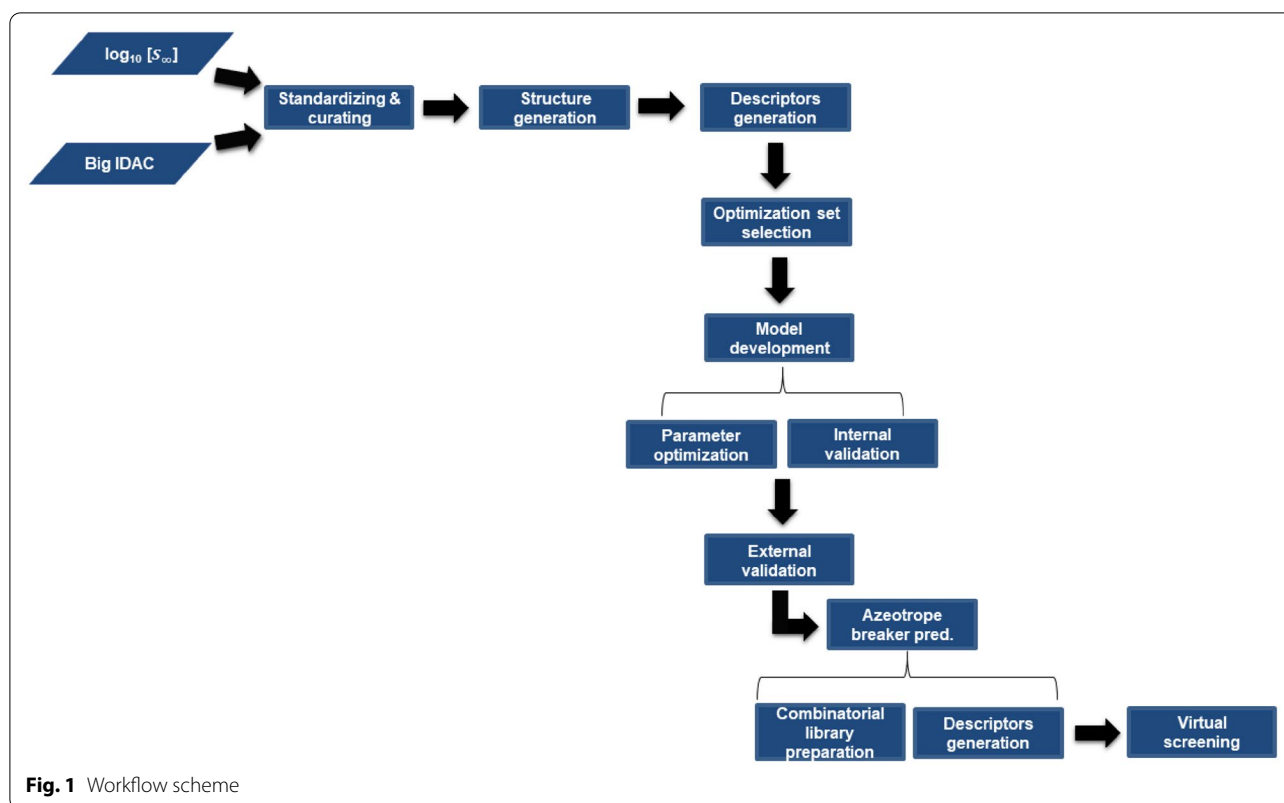 log₁₀ [S∞]
Standardizing &
curating
Structure
generation
Descriptors
generation
Big IDAC
Optimization set
selection
Model
development
Parameter
optimization
Internal
validation
External
validation
Azeotrope
breaker pred.
Combinatorial
library
preparation
Descriptors
generation
Virtual
screening
Fig. 1 Workflow scheme